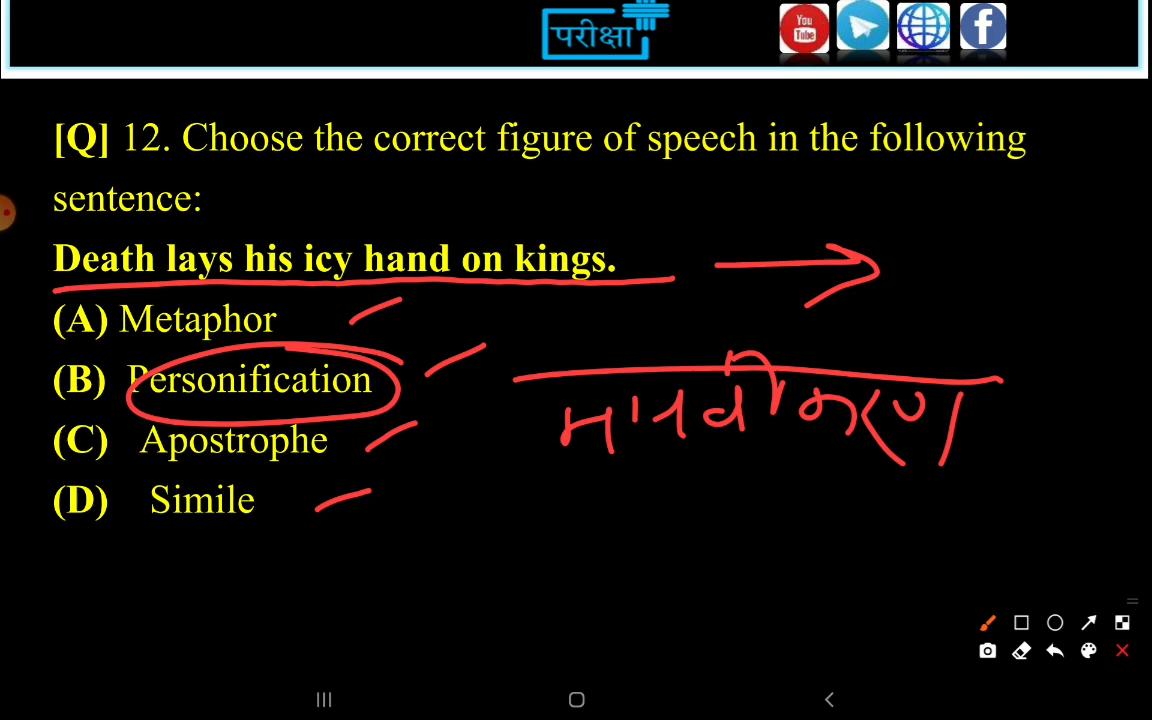 परीक्षा
You
Tube
f
[Q] 12. Choose the correct figure of speech in the following
sentence:
Death lays his icy hand on kings.
(A) Metaphor
(B) Personification
मानवीकरण
(C) Apostrophe
(D) Simile